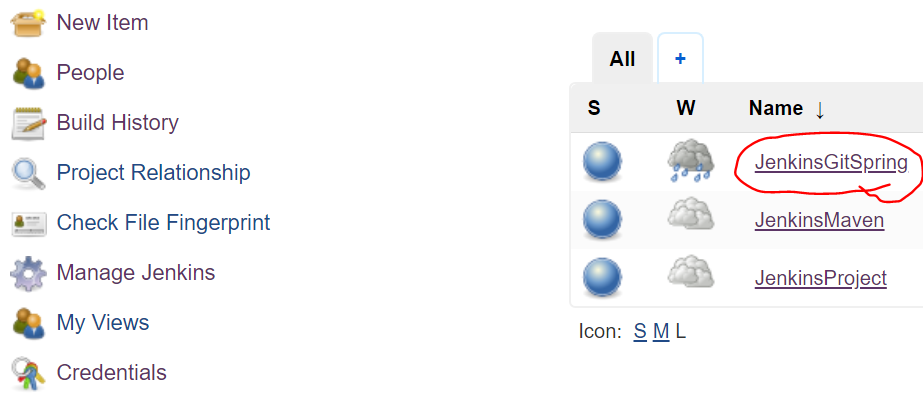 New Item
People
Build History
Project Relationship
Check File Fingerprint
Manage Jenkins
My Views
Credentials
All +
S W Name ↓
JenkinsGitSpring
JenkinsMaven
JenkinsProject
Icon: S M L